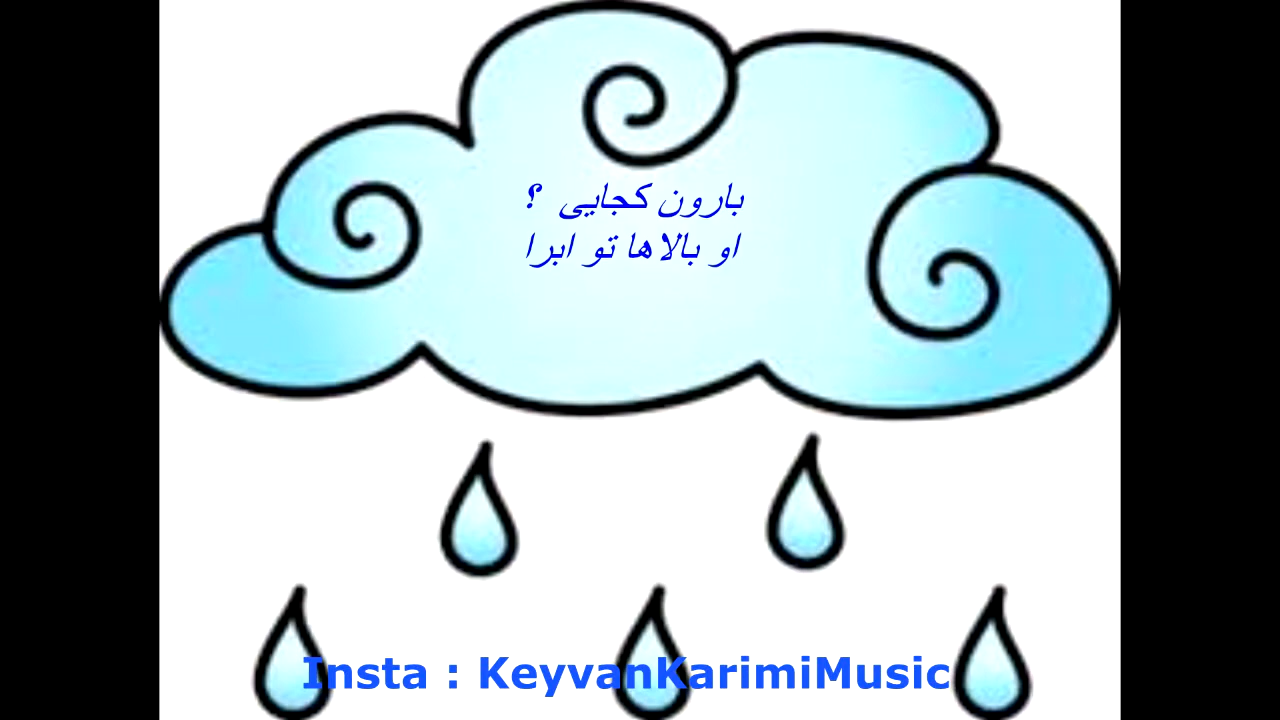 بارون کجایی ؟
او بالاها تو ابرا
Insta : KeyvanKarimiMusic